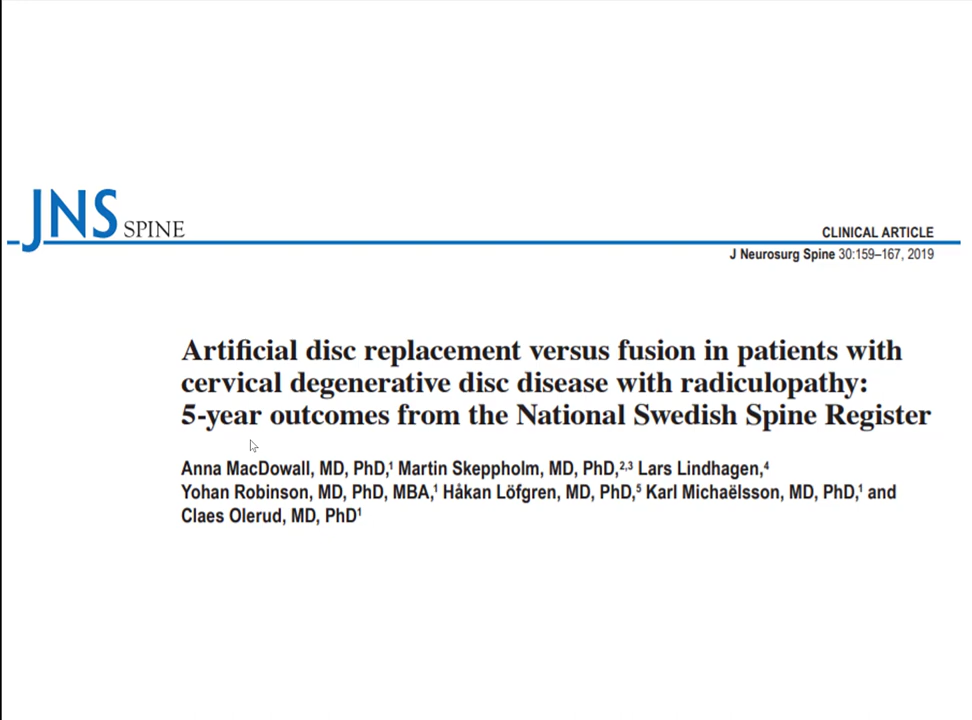 JNS SPINE
CLINICAL ARTICLE
J Neurosurg Spine 30:159–167, 2019
Artificial disc replacement versus fusion in patients with
cervical degenerative disc disease with radiculopathy:
5-year outcomes from the National Swedish Spine Register
Anna MacDowall, MD, PhD,¹ Martin Skeppholm, MD, PhD,²,³ Lars Lindhagen,⁴
Yohan Robinson, MD, PhD, MBA,¹ Håkan Löfgren, MD, PhD,⁵ Karl Michaëlsson, MD, PhD,¹ and
Claes Olerud, MD, PhD¹